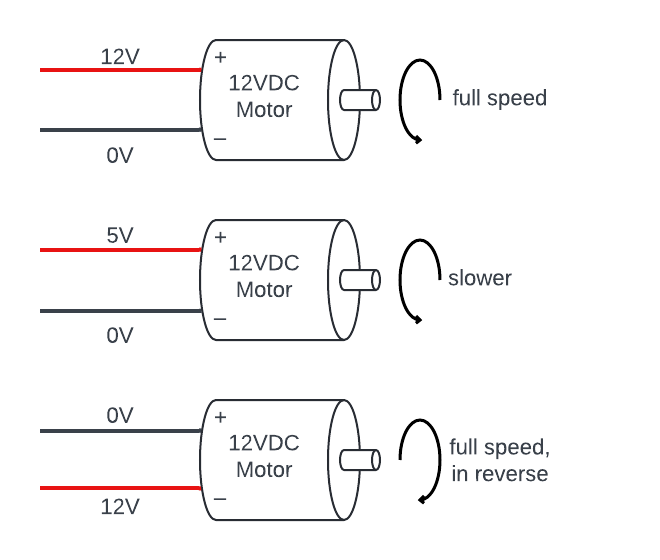 12V
+
12VDC
Motor
full speed
–
0V
5V
+
12VDC
Motor
slower
–
0V
0V
+
12VDC
Motor
full speed,
in reverse
–
12V